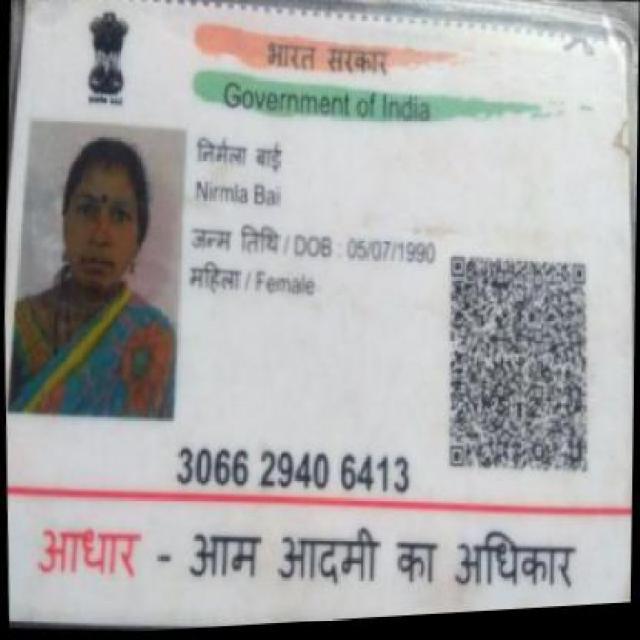 भारत सरकार
Government of India
निर्मला बाई
Nirmla Bai
जन्म तिथि / DOB : 05/07/1990
महिला / Female
3066 2940 6413
आधार - आम आदमी का अधिकार